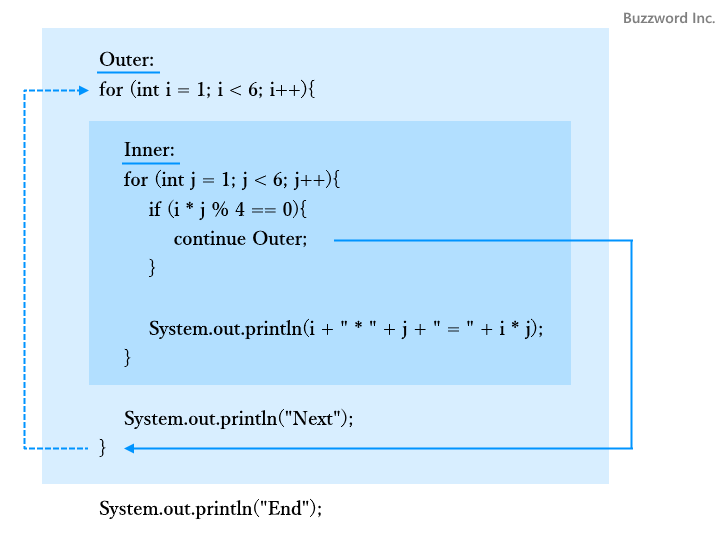 Buzzword Inc.
Outer:
for (int i = 1; i < 6; i++){
Inner:
for (int j = 1; j < 6; j++){
if (i * j % 4 == 0){
continue Outer;
}
System.out.println(i + " * " + j + " = " + i * j);
}
System.out.println("Next");
}
System.out.println("End");